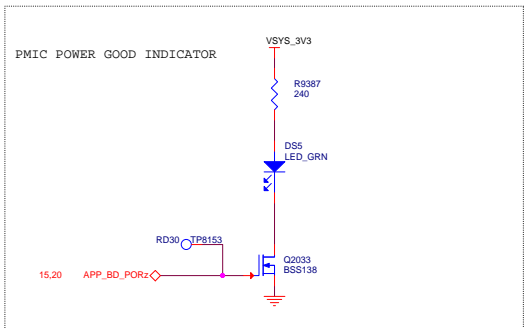 VSYS_3V3
PMIC POWER GOOD INDICATOR
R9387
240
DS5
LED_GRN
RD30 TP8153
Q2033
BSS138
15,20 APP_BD_PORz